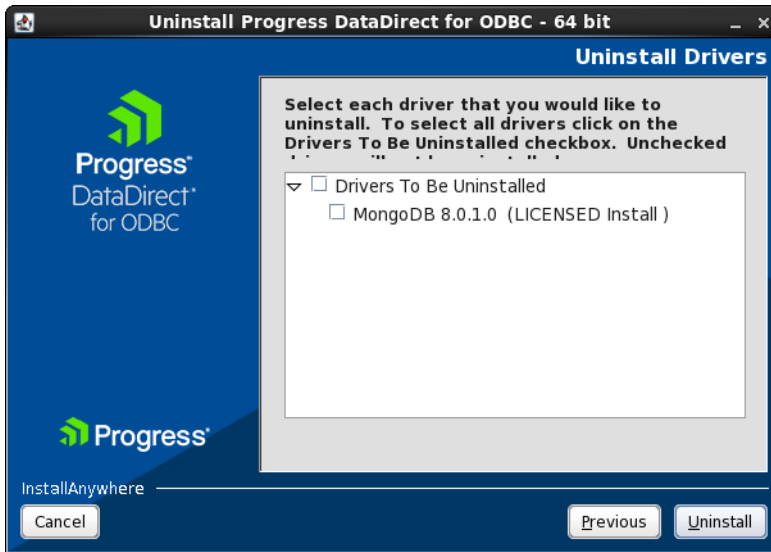 Uninstall Progress DataDirect for ODBC - 64 bit
Uninstall Drivers
Progress
DataDirect
for ODBC
Select each driver that you would like to
uninstall. To select all drivers click on the
Drivers To Be Uninstalled checkbox. Unchecked
Drivers To Be Uninstalled
MongoDB 8.0.1.0 (LICENSED Install )
Progress
InstallAnywhere
Cancel
Previous
Uninstall